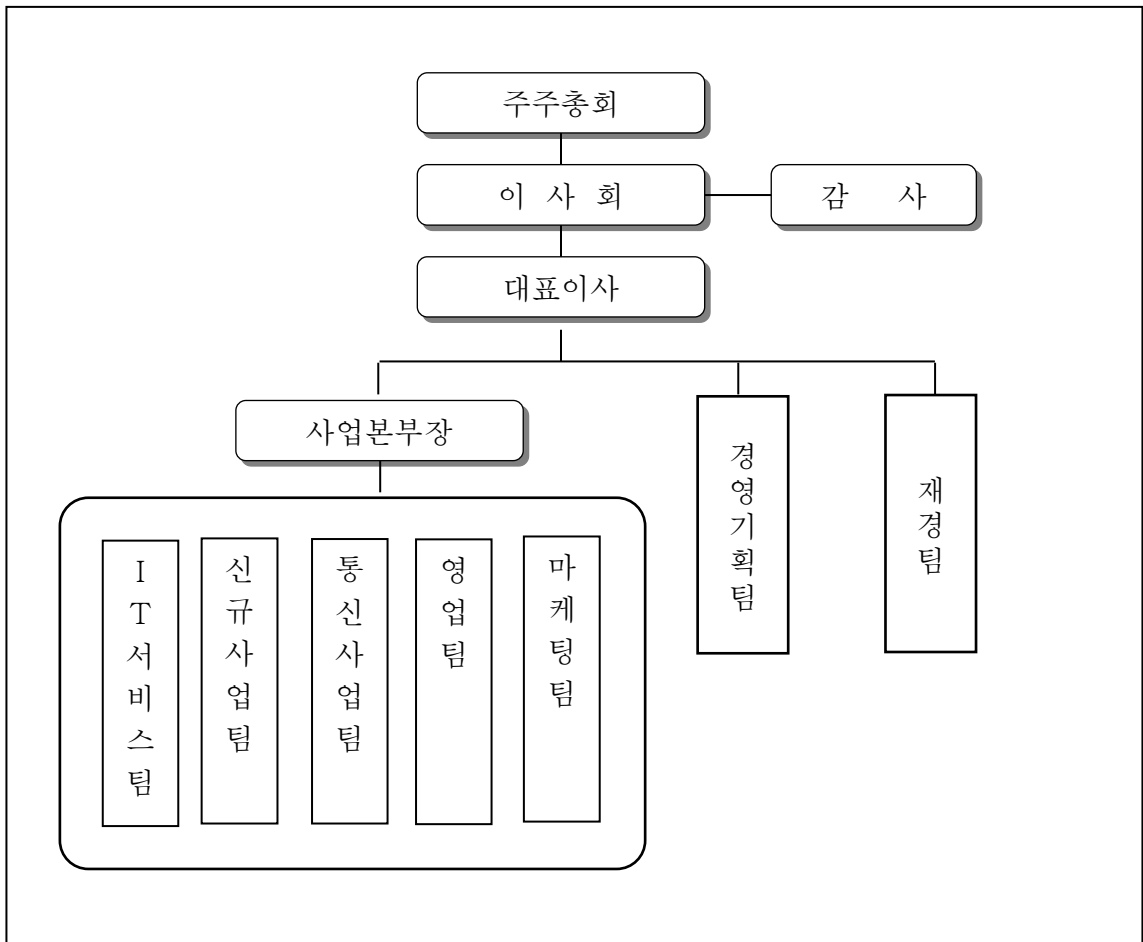 주주총회
이 사 회
감 사
대표이사
사업본부장
경영기획팀
재경팀
IT서비스팀
신규사업팀
통신사업팀
영업팀
마케팅팀